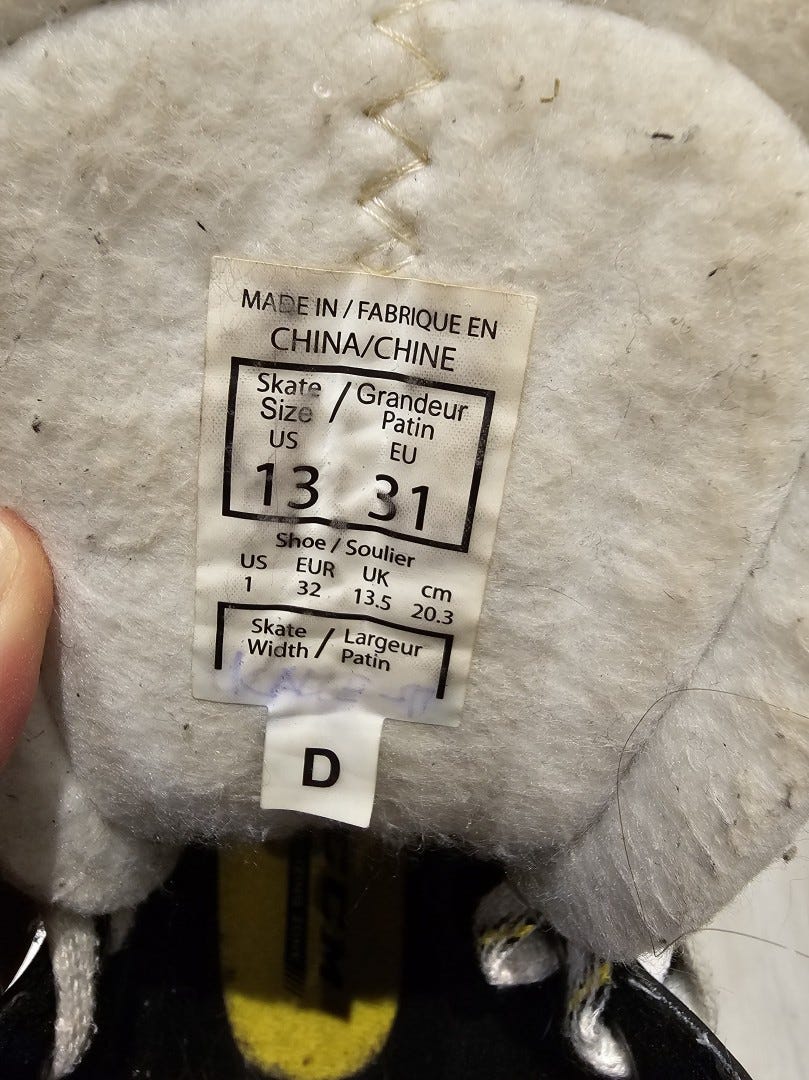 MADE IN / FABRIQUE EN
CHINA/CHINE
Skate Size / Grandeur Patin
US EU
13 31
Shoe / Soulier
US EUR UK cm
1 32 13.5 20.3
Skate Width / Largeur Patin
D
CCM